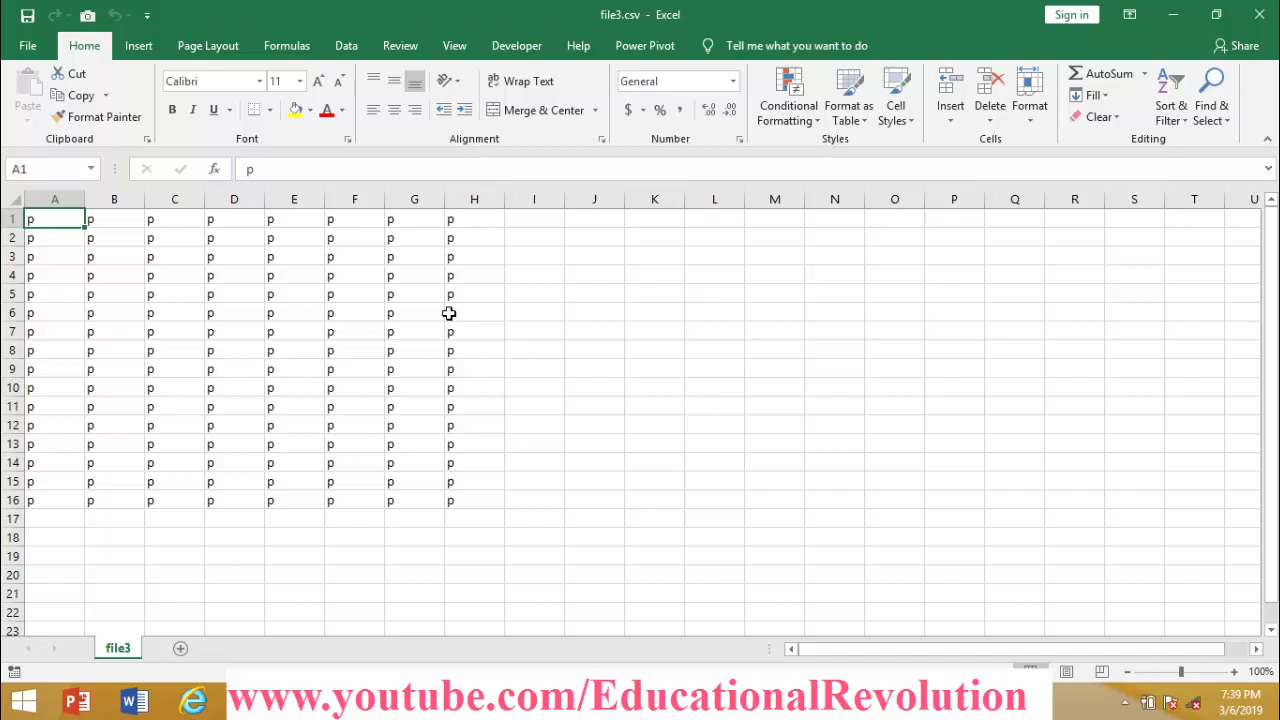 file3.csv - Excel
Sign in
File Home Insert Page Layout Formulas Data Review View Developer Help Power Pivot Tell me what you want to do Share
Paste
Cut
Copy
Format Painter
Clipboard
Calibri 11
B I U A
Font
Wrap Text
Merge & Center
Alignment
General
$ % ,
Number
Conditional Formatting
Format as Table
Cell Styles
Styles
Insert Delete Format
Cells
AutoSum
Fill
Clear
Sort & Filter
Find & Select
Editing
A1 fx p
A B C D E F G H I J K L M N O P Q R S T U
1 p p p p p p p p
2 p p p p p p p p
3 p p p p p p p p
4 p p p p p p p p
5 p p p p p p p p
6 p p p p p p p p
7 p p p p p p p p
8 p p p p p p p p
9 p p p p p p p p
10 p p p p p p p p
11 p p p p p p p p
12 p p p p p p p p
13 p p p p p p p p
14 p p p p p p p p
15 p p p p p p p p
16 p p p p p p p p
17
18
19
20
21
22
23
file3
100%
www.youtube.com/EducationalRevolution
7:39 PM
3/6/2019